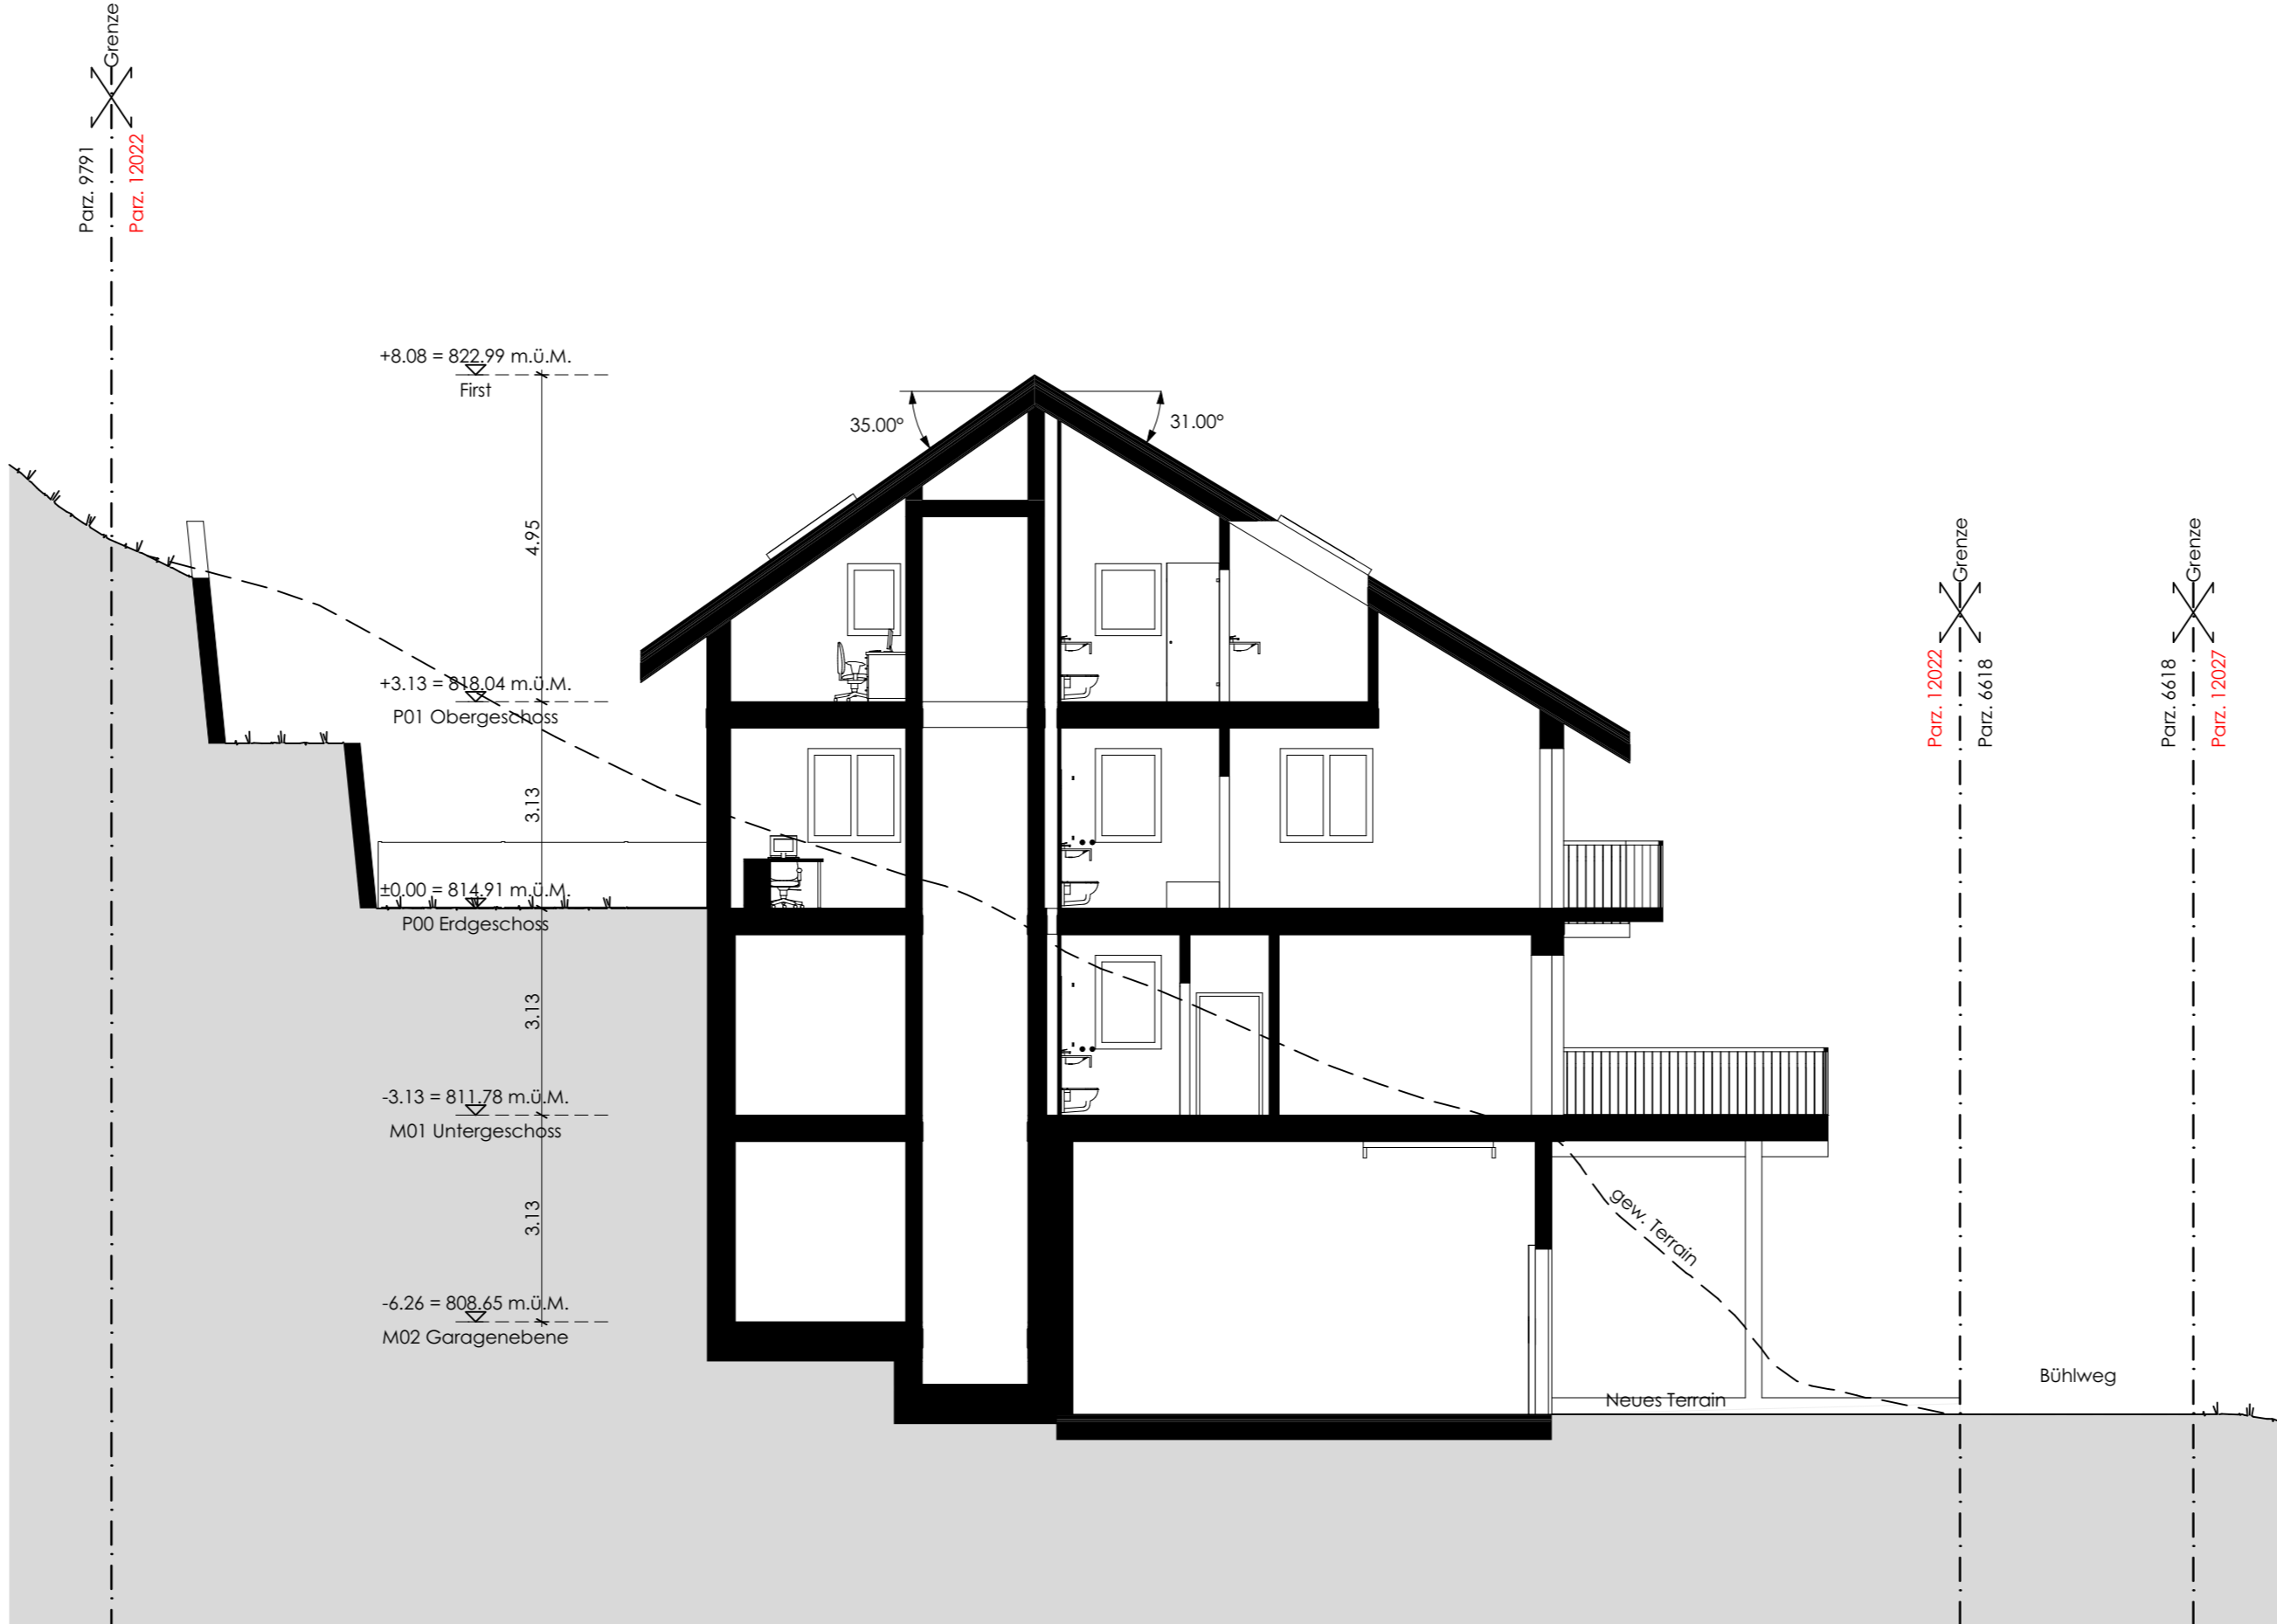 Grenze
Parz. 9791
Parz. 12022
+8.08 = 822.99 m.ü.M.
First
35.00°
31.00°
4.95
+3.13 = 818.04 m.ü.M.
P01 Obergeschoss
3.13
±0.00 = 814.91 m.ü.M.
P00 Erdgeschoss
3.13
-3.13 = 811.78 m.ü.M.
M01 Untergeschoss
3.13
-6.26 = 808.65 m.ü.M.
M02 Garagenebene
gew. Terrain
Neues Terrain
Bühlweg
Grenze
Parz. 12022
Parz. 6618
Grenze
Parz. 6618
Parz. 12027